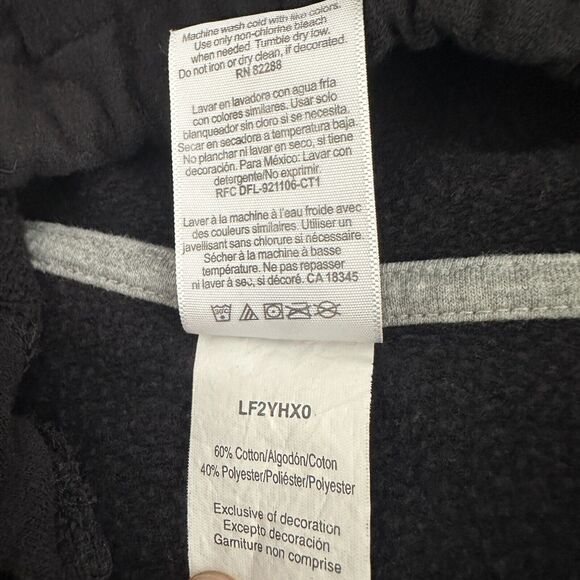 Machine wash cold with like colors.
Use only non-chlorine bleach
when needed. Tumble dry low.
Do not iron or dry clean, if decorated.
RN 82288
Lavar en lavadora con agua fría
con colores similares. Usar solo
blanqueador sin cloro si se necesita.
Secar en secadora a temperatura baja.
No planchar ni lavar en seco, si tiene
decoración. Para México: Lavar con
detergente/No exprimir.
RFC DFL-921106-CT1
Laver à la machine à l'eau froide avec
des couleurs similaires. Utiliser un
javellisant sans chlorure si nécessaire.
Sécher à la machine à basse
température. Ne pas repasser
ni laver à sec, si décoré. CA 18345
30C
LF2YHX0
60% Cotton/Algodón/Coton
40% Polyester/Poliéster/Polyester
Exclusive of decoration
Excepto decoración
Garniture non comprise